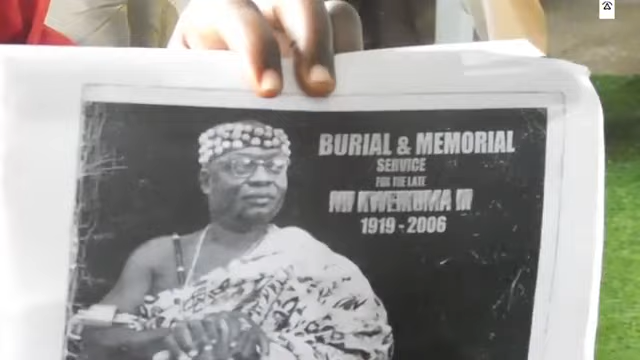 BURIAL & MEMORIAL
SERVICE
FOR THE LATE
1919 - 2006